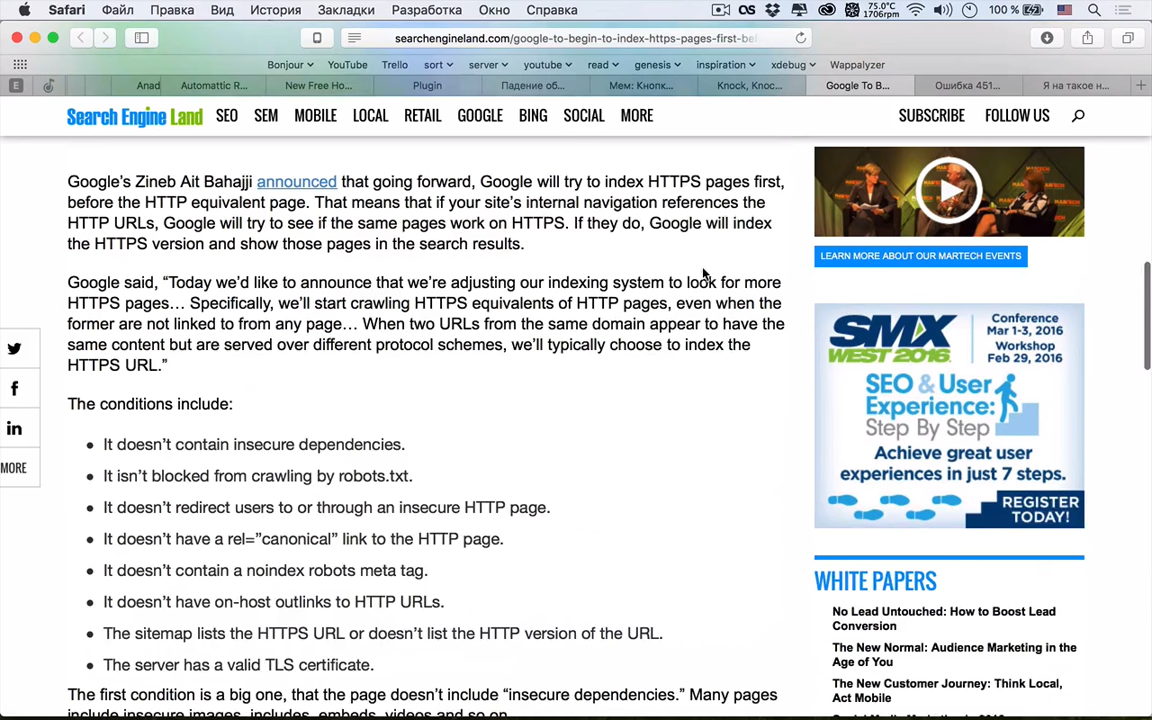 Safari Файл Правка Вид История Закладки Разработка Окно Справка
75.0°C
1706rpm
100 %
searchengineland.com/google-to-begin-to-index-https-pages-first-bef
Bonjour YouTube Trello sort server youtube read genesis inspiration xdebug Wappalyzer
Anad Automattic R... New Free Ho... Plugin Падение об... Мем: Кнопк... Knock, Knoc... Google To B... Ошибка 451... Я на такое н...
Search Engine Land SEO SEM MOBILE LOCAL RETAIL GOOGLE BING SOCIAL MORE SUBSCRIBE FOLLOW US
Google’s Zineb Ait Bahajji announced that going forward, Google will try to index HTTPS pages first,
before the HTTP equivalent page. That means that if your site’s internal navigation references the
HTTP URLs, Google will try to see if the same pages work on HTTPS. If they do, Google will index
the HTTPS version and show those pages in the search results.
Google said, “Today we’d like to announce that we’re adjusting our indexing system to look for more
HTTPS pages… Specifically, we’ll start crawling HTTPS equivalents of HTTP pages, even when the
former are not linked to from any page… When two URLs from the same domain appear to have the
same content but are served over different protocol schemes, we’ll typically choose to index the
HTTPS URL.”
The conditions include:
It doesn’t contain insecure dependencies.
It isn’t blocked from crawling by robots.txt.
It doesn’t redirect users to or through an insecure HTTP page.
It doesn’t have a rel=”canonical” link to the HTTP page.
It doesn’t contain a noindex robots meta tag.
It doesn’t have on-host outlinks to HTTP URLs.
The sitemap lists the HTTPS URL or doesn’t list the HTTP version of the URL.
The server has a valid TLS certificate.
The first condition is a big one, that the page doesn’t include “insecure dependencies.” Many pages
include insecure images, includes, embeds, videos and so on.
MORE
LEARN MORE ABOUT OUR MARTECH EVENTS
SMX
WEST 2016
Conference
Mar 1-3, 2016
Workshop
Feb 29, 2016
SEO & User
Experience:
Step By Step
Achieve great user
experiences in just 7 steps.
REGISTER
TODAY!
WHITE PAPERS
No Lead Untouched: How to Boost Lead
Conversion
The New Normal: Audience Marketing in the
Age of You
The New Customer Journey: Think Local,
Act Mobile